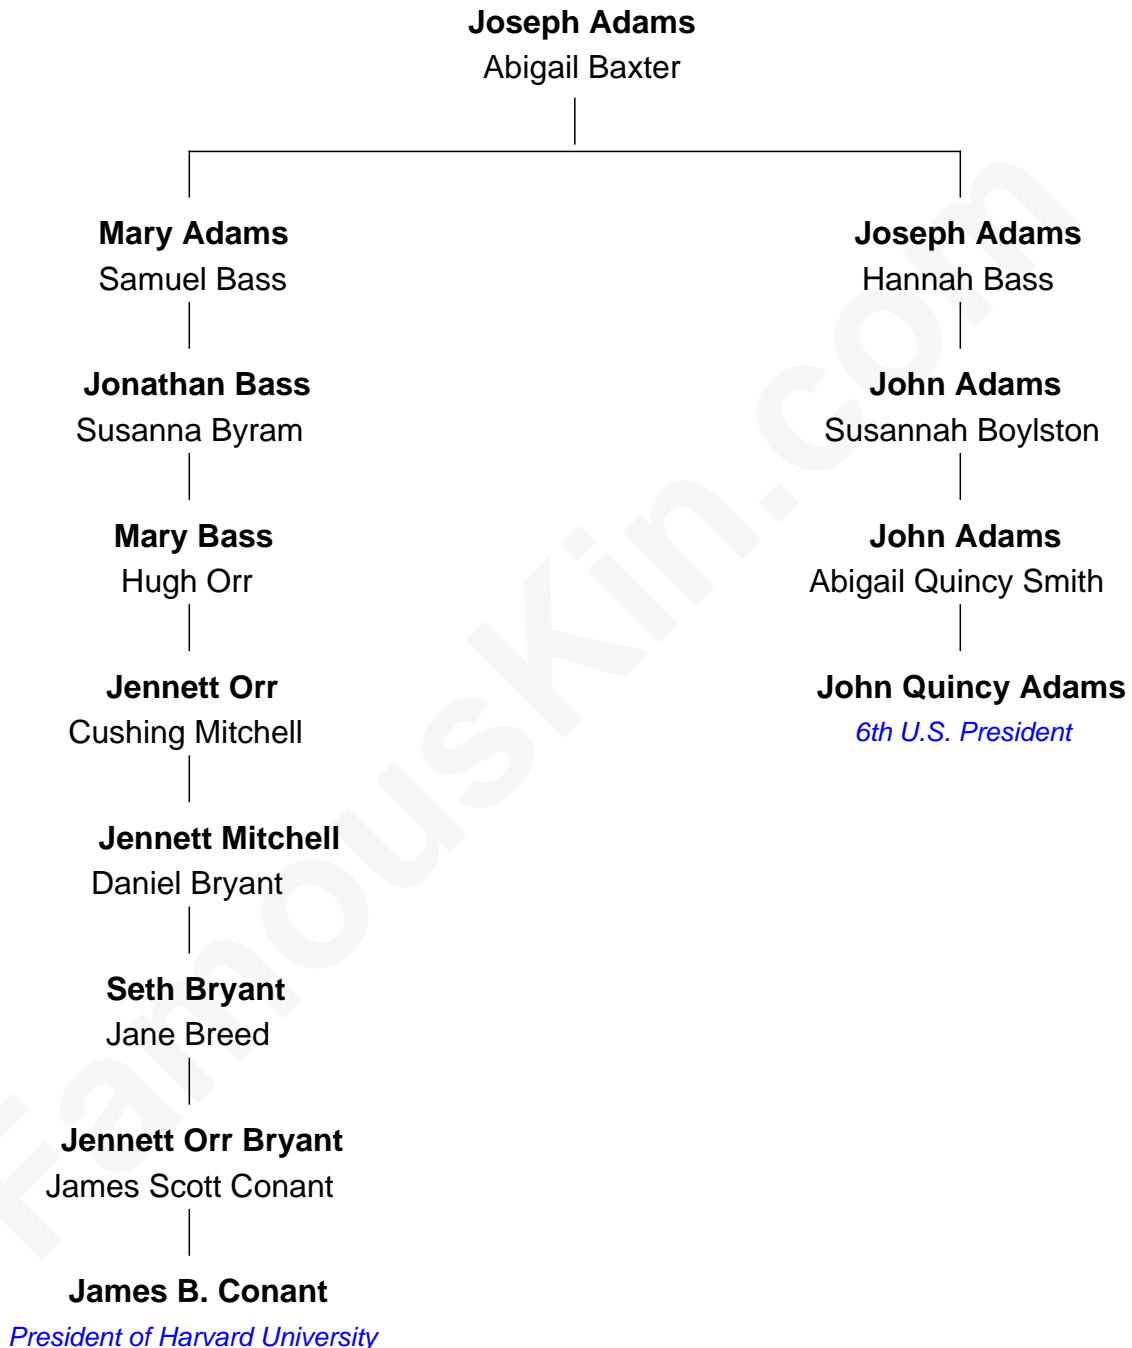 Joseph Adams
Abigail Baxter
Mary Adams
Samuel Bass
Joseph Adams
Hannah Bass
Jonathan Bass
Susanna Byram
John Adams
Susannah Boylston
Mary Bass
Hugh Orr
John Adams
Abigail Quincy Smith
Jennett Orr
Cushing Mitchell
John Quincy Adams
6th U.S. President
Jennett Mitchell
Daniel Bryant
Seth Bryant
Jane Breed
Jennett Orr Bryant
James Scott Conant
James B. Conant
President of Harvard University
FamousKin.com